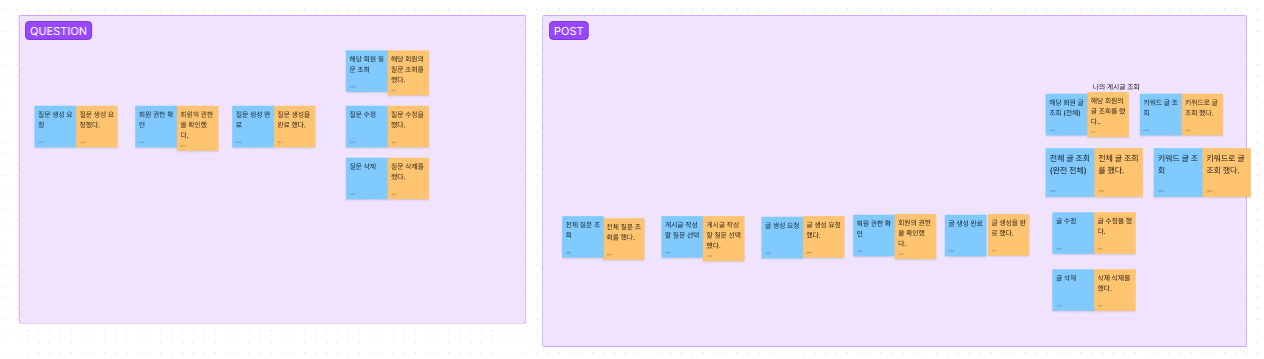 QUESTION
해당 회원 질
문 조회
해당 회원의
질문 조회를
했다.
질문 생성 요
청
질문 생성 요
청했다.
회원 권한 확
인
회원의 권한
을 확인했
다.
질문 생성 완
료
질문 생성을
완료 했다.
질문 수정
질문 수정을
했다.
질문 삭제
질문 삭제를
했다.
POST
나의 게시글 조회
해당 회원 글
조회 (전체)
해당 회원의
글 조회를 했
다..
키워드 글 조
회
키워드로 글
조회 했다.
전체 글 조회
(완전 전체)
전체 글 조회
를 했다.
키워드 글 조
회
키워드로 글
조회 했다.
전체 질문 조
회
전체 질문 조
회를 했다.
게시글 작성
할 질문 선택
게시글 작성
할 질문 선택
했다.
글 생성 요청
글 생성 요청
했다.
회원 권한 확
인
회원의 권한
을 확인했
다.
글 생성 완료
글 생성을 완
료 했다.
글 수정
글 수정을 했
다.
글 삭제
삭제 삭제를
했다.